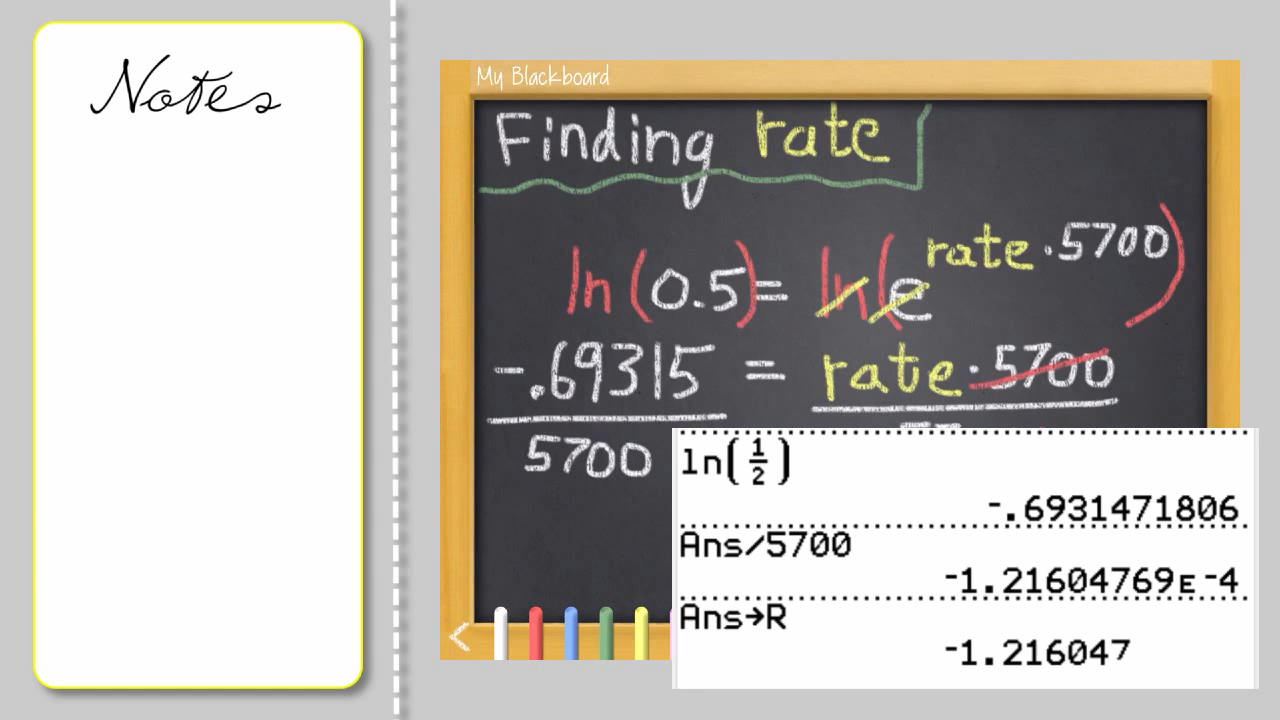 Notes
My Blackboard
Finding rate
ln(0.5) = ln(e^rate·5700)
-.69315 = rate·5700
5700
ln(1/2)
-.6931471806
Ans/5700
-1.21604769ᴇ-4
Ans→R
-1.216047